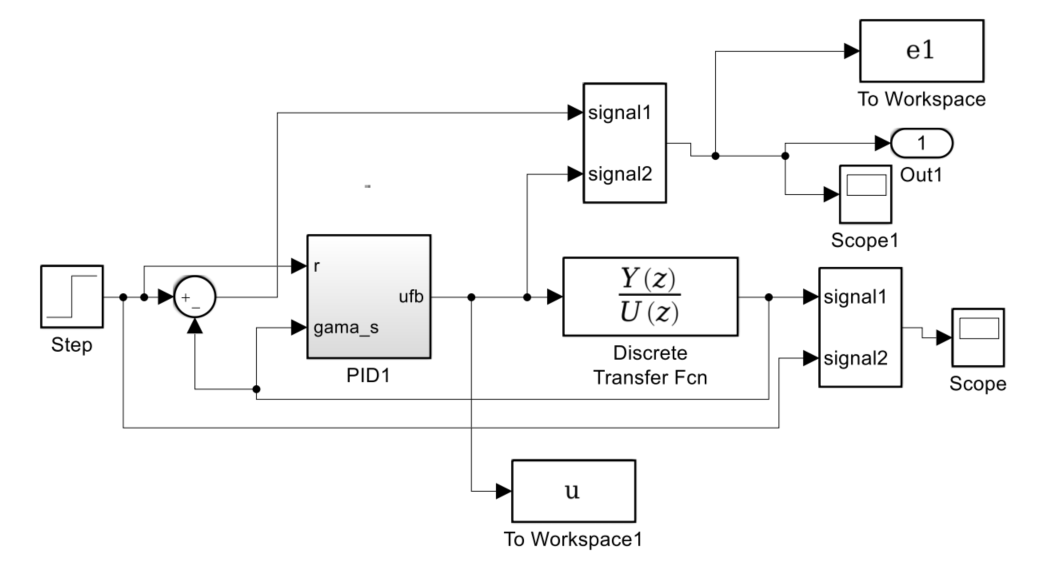 e1
To Workspace
signal1
signal2
1
Out1
Scope1
Step
+
_
r
gama_s
ufb
PID1
Y(z)
U(z)
Discrete
Transfer Fcn
signal1
signal2
Scope
u
To Workspace1